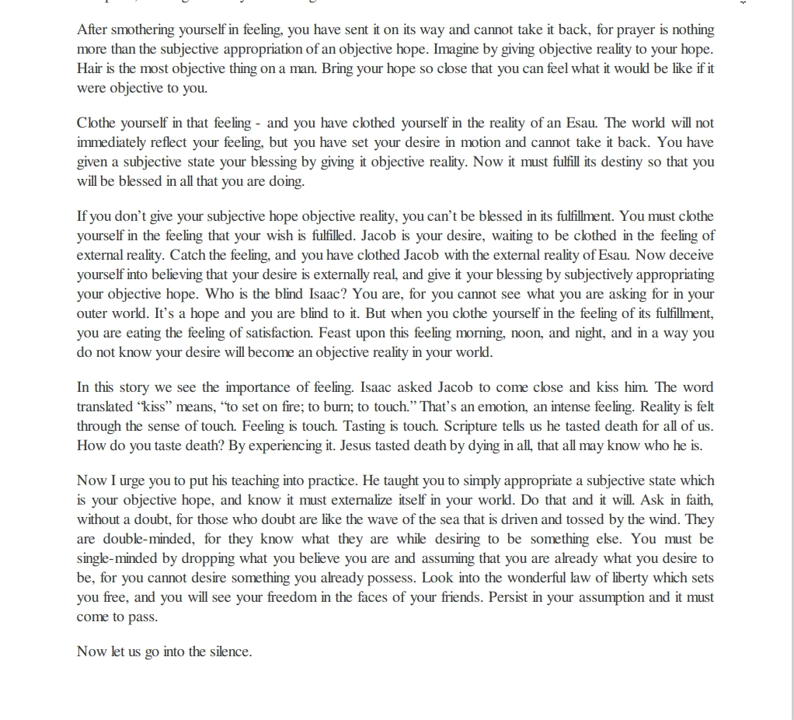 After smothering yourself in feeling, you have sent it on its way and cannot take it back, for prayer is nothing
more than the subjective appropriation of an objective hope. Imagine by giving objective reality to your hope.
Hair is the most objective thing on a man. Bring your hope so close that you can feel what it would be like if it
were objective to you.
Clothe yourself in that feeling - and you have clothed yourself in the reality of an Esau. The world will not
immediately reflect your feeling, but you have set your desire in motion and cannot take it back. You have
given a subjective state your blessing by giving it objective reality. Now it must fulfill its destiny so that you
will be blessed in all that you are doing.
If you don't give your subjective hope objective reality, you can't be blessed in its fulfillment. You must clothe
yourself in the feeling that your wish is fulfilled. Jacob is your desire, waiting to be clothed in the feeling of
external reality. Catch the feeling, and you have clothed Jacob with the external reality of Esau. Now deceive
yourself into believing that your desire is externally real, and give it your blessing by subjectively appropriating
your objective hope. Who is the blind Isaac? You are, for you cannot see what you are asking for in your
outer world. It's a hope and you are blind to it. But when you clothe yourself in the feeling of its fulfillment,
you are eating the feeling of satisfaction. Feast upon this feeling morning, noon, and night, and in a way you
do not know your desire will become an objective reality in your world.
In this story we see the importance of feeling. Isaac asked Jacob to come close and kiss him. The word
translated "kiss" means, "to set on fire; to burn; to touch." That's an emotion, an intense feeling. Reality is felt
through the sense of touch. Feeling is touch. Tasting is touch. Scripture tells us he tasted death for all of us.
How do you taste death? By experiencing it. Jesus tasted death by dying in all, that all may know who he is.
Now I urge you to put his teaching into practice. He taught you to simply appropriate a subjective state which
is your objective hope, and know it must externalize itself in your world. Do that and it will. Ask in faith,
without a doubt, for those who doubt are like the wave of the sea that is driven and tossed by the wind. They
are double-minded, for they know what they are while desiring to be something else. You must be
single-minded by dropping what you believe you are and assuming that you are already what you desire to
be, for you cannot desire something you already possess. Look into the wonderful law of liberty which sets
you free, and you will see your freedom in the faces of your friends. Persist in your assumption and it must
come to pass.
Now let us go into the silence.